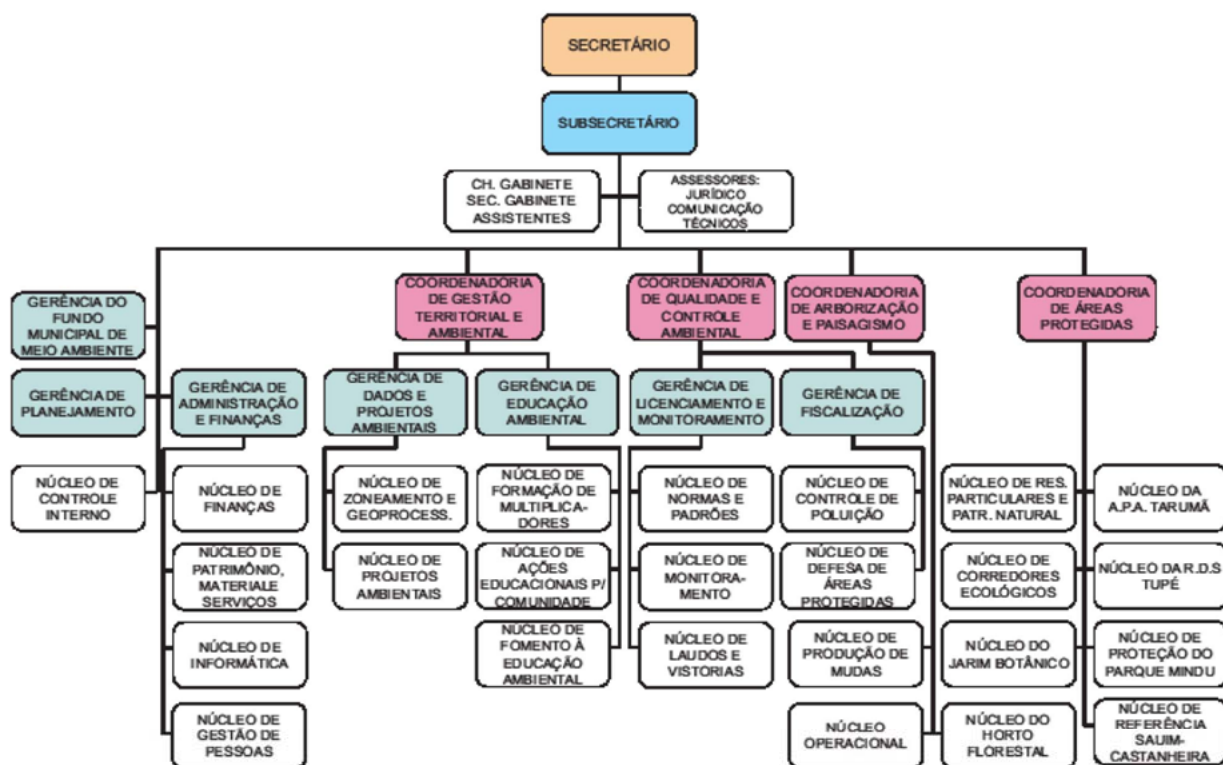 SECRETÁRIO
SUBSECRETÁRIO
CH. GABINETE
SEC. GABINETE
ASSISTENTES
ASSESSORES:
JURÍDICO
COMUNICAÇÃO
TÉCNICOS
GERÊNCIA DO
FUNDO
MUNICIPAL DE
MEIO AMBIENTE
COORDENADORIA
DE GESTÃO
TERRITORIAL E
AMBIENTAL
COORDENADORIA
DE QUALIDADE E
CONTROLE
AMBIENTAL
COORDENADORIA
DE ARBORIZAÇÃO
E PAISAGISMO
COORDENADORIA
DE ÁREAS
PROTEGIDAS
GERÊNCIA
DE PLANEJAMENTO
GERÊNCIA DE
ADMINISTRAÇÃO
E FINANÇAS
GERÊNCIA DE
DADOS E
PROJETOS
AMBIENTAIS
GERÊNCIA DE
EDUCAÇÃO
AMBIENTAL
GERÊNCIA DE
LICENCIAMENTO E
MONITORAMENTO
GERÊNCIA DE
FISCALIZAÇÃO
NÚCLEO DE
CONTROLE
INTERNO
NÚCLEO DE
FINANÇAS
NÚCLEO DE
ZONEAMENTO E
GEOPROCESS.
NÚCLEO DE
FORMAÇÃO DE
MULTIPLICA-
DORES
NÚCLEO DE
NORMAS E
PADRÕES
NÚCLEO DE
CONTROLE DE
POLUIÇÃO
NÚCLEO DE RES.
PARTICULARES E
PATR. NATURAL
NÚCLEO DA
A.P.A. TARUMÃ
NÚCLEO DE
PATRIMÔNIO,
MATERIALE
SERVIÇOS
NÚCLEO DE
PROJETOS
AMBIENTAIS
NÚCLEO DE
AÇÕES
EDUCACIONAIS P/
COMUNIDADE
NÚCLEO DE
MONITORA-
MENTO
NÚCLEO DE
DEFESA DE
ÁREAS
PROTEGIDAS
NÚCLEO DE
CORREDORES
ECOLÓGICOS
NÚCLEO DA R.D.S
TUPÉ
NÚCLEO DE
INFORMÁTICA
NÚCLEO DE
FOMENTO À
EDUCAÇÃO
AMBIENTAL
NÚCLEO DE
LAUDOS E
VISTORIAS
NÚCLEO DE
PRODUÇÃO DE
MUDAS
NÚCLEO DO
JARIM BOTÂNICO
NÚCLEO DE
PROTEÇÃO DO
PARQUE MINDU
NÚCLEO DE
GESTÃO DE
PESSOAS
NÚCLEO
OPERACIONAL
NÚCLEO DO
HORTO
FLORESTAL
NÚCLEO DE
REFERÊNCIA
SAUIM-
CASTANHEIRA